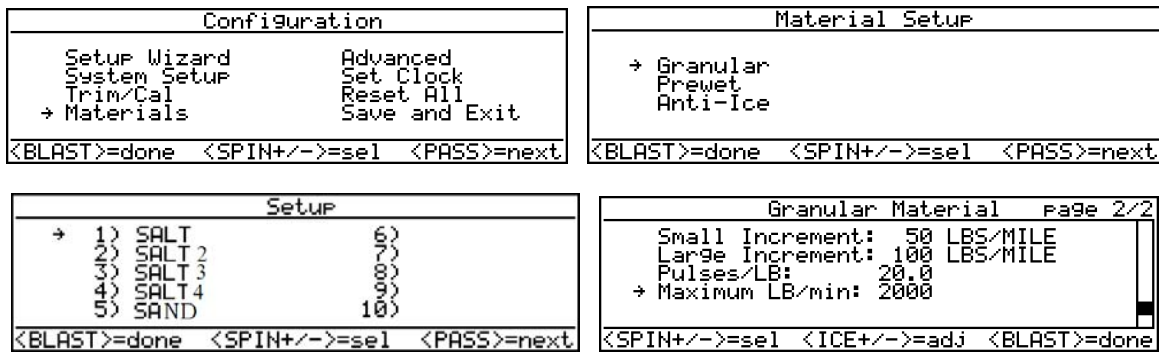 Configuration
Setup Wizard Advanced
System Setup Set Clock
Trim/Cal Reset All
→ Materials Save and Exit
<BLAST>=done <SPIN+/->=sel <PASS>=next
Material Setup
→ Granular
Prewet
Anti-Ice
<BLAST>=done <SPIN+/->=sel <PASS>=next
Setup
→ 1) SALT 6)
2) SALT 2 7)
3) SALT 3 8)
4) SALT 4 9)
5) SAND 10)
<BLAST>=done <SPIN+/->=sel <PASS>=next
Granular Material page 2/2
Small Increment: 50 LBS/MILE
Large Increment: 100 LBS/MILE
Pulses/LB: 20.0
→ Maximum LB/min: 2000
<SPIN+/->=sel <ICE+/->=adj <BLAST>=done